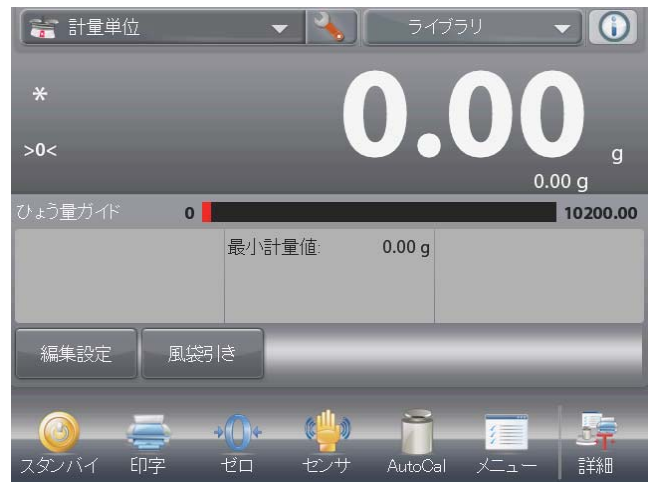 計量単位 ライブラリ
*
0.00 g
>0<
0.00 g
ひょう量ガイド 0 10200.00
最小計量値: 0.00 g
編集設定 風袋引き
スタンバイ 印字 ゼロ センサ AutoCal メニュー 詳細